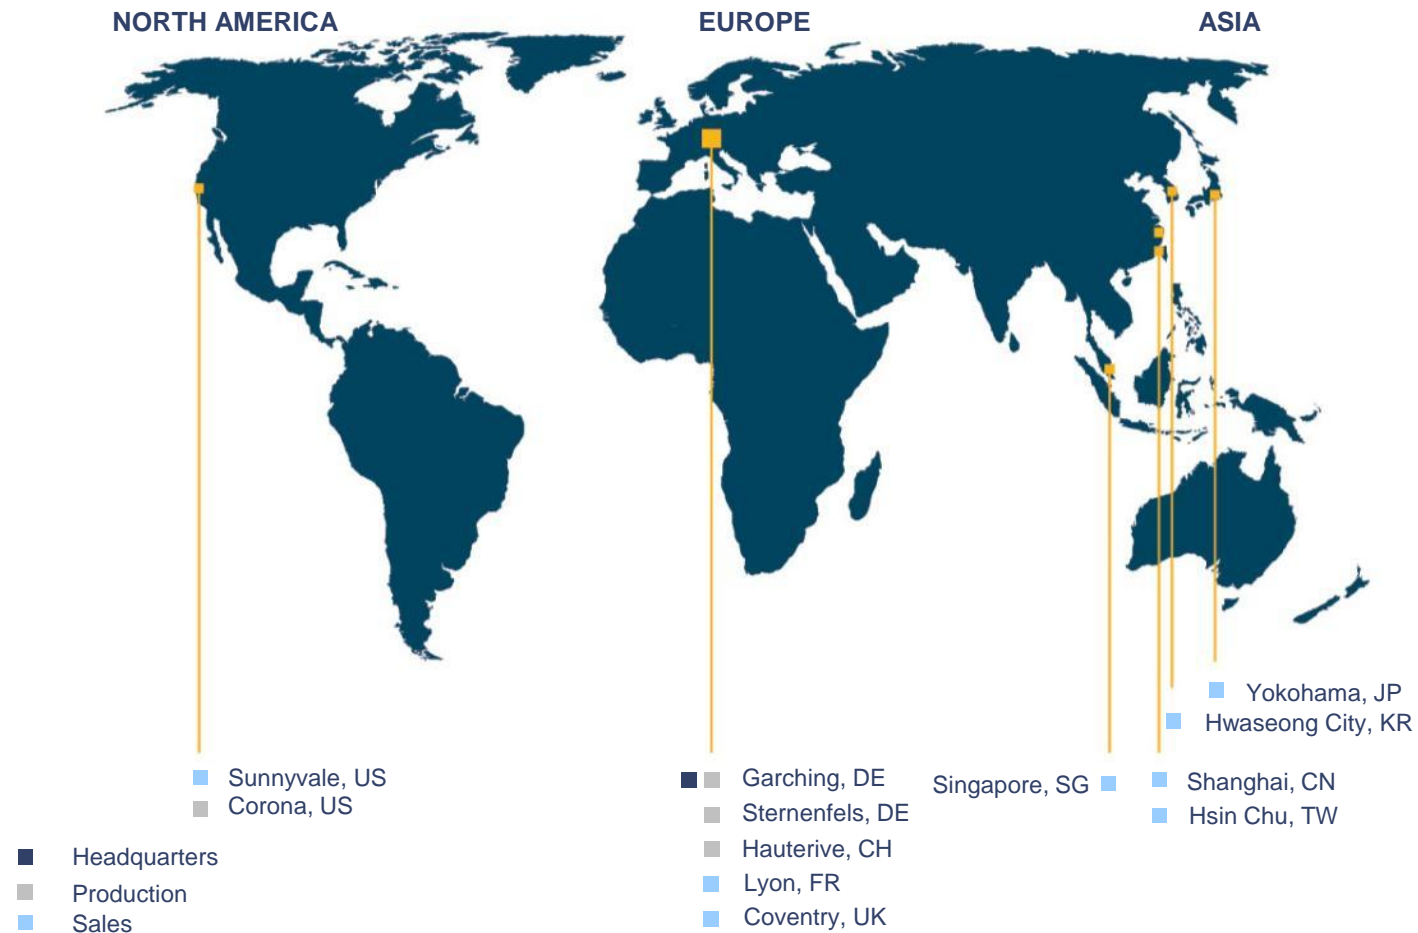 NORTH AMERICA
EUROPE
ASIA
Yokohama, JP
Hwaseong City, KR
Sunnyvale, US
Corona, US
Garching, DE
Sternenfels, DE
Hauterive, CH
Lyon, FR
Coventry, UK
Singapore, SG
Shanghai, CN
Hsin Chu, TW
Headquarters
Production
Sales